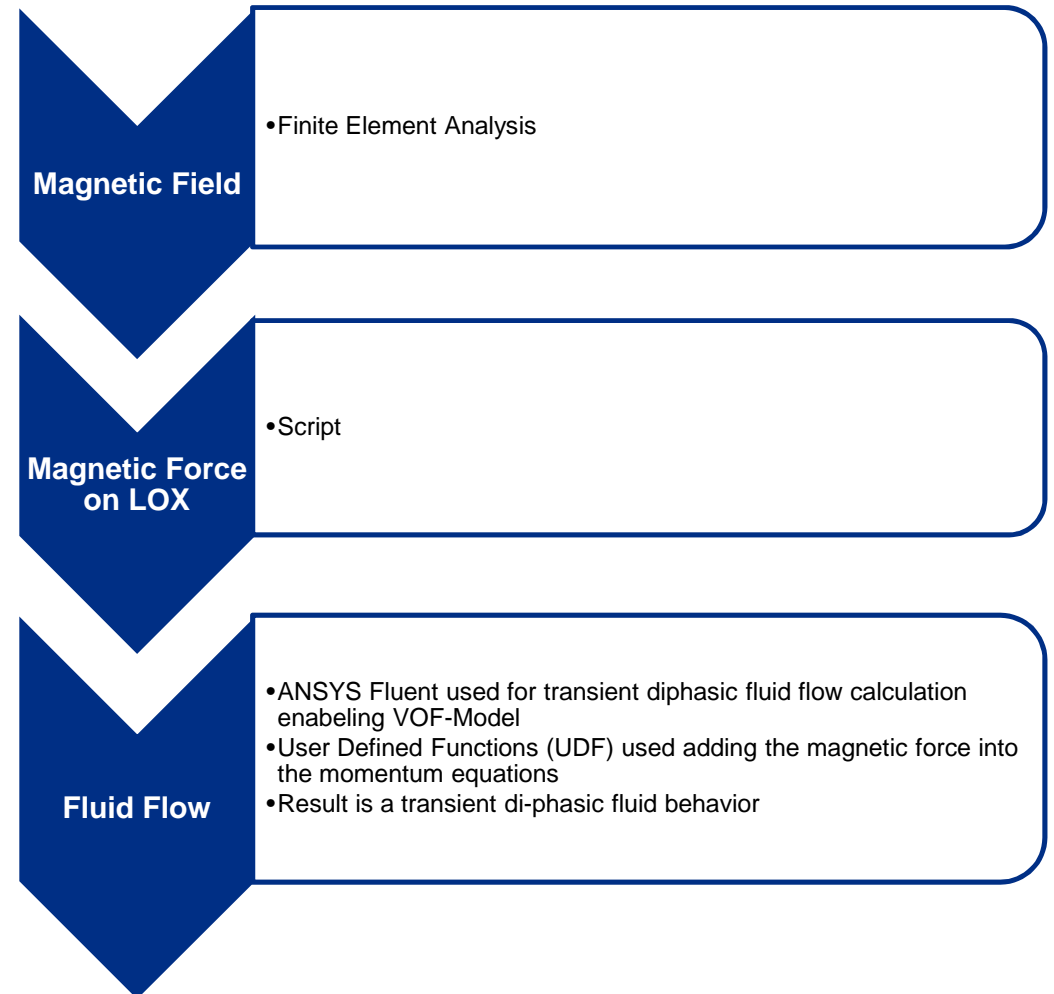 Magnetic Field
•Finite Element Analysis
Magnetic Force
on LOX
•Script
Fluid Flow
•ANSYS Fluent used for transient diphasic fluid flow calculation
enabeling VOF-Model
•User Defined Functions (UDF) used adding the magnetic force into
the momentum equations
•Result is a transient di-phasic fluid behavior